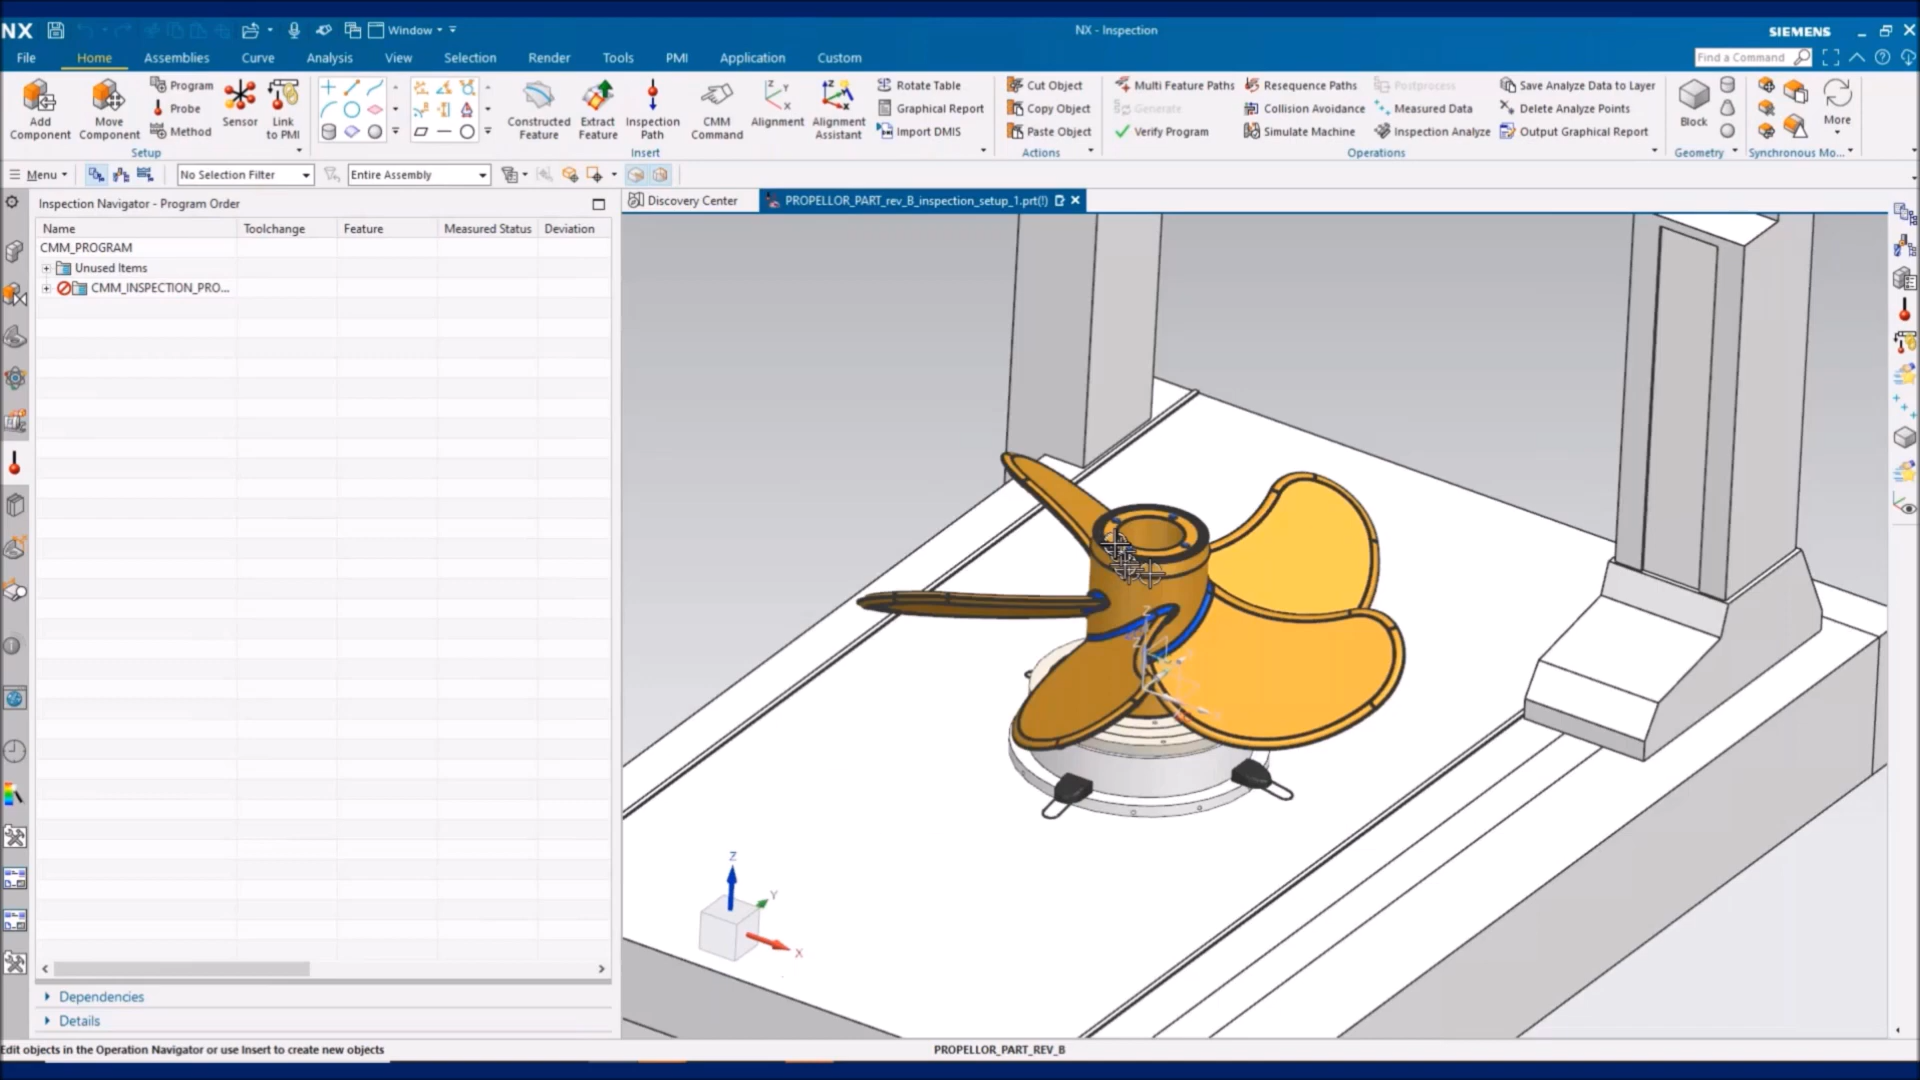 NX
Window
NX - Inspection
SIEMENS
File Home Assemblies Curve Analysis View Selection Render Tools PMI Application Custom
Find a Command
Add Component
Move Component
Program
Probe
Method
Sensor
Link to PMI
Setup
Constructed Feature
Extract Feature
Inspection Path
CMM Command
Alignment
Alignment Assistant
Insert
Rotate Table
Graphical Report
Import DMIS
Cut Object
Copy Object
Paste Object
Actions
Multi Feature Paths
Generate
Verify Program
Resequence Paths
Collision Avoidance
Simulate Machine
Postprocess
Measured Data
Inspection Analyze
Save Analyze Data to Layer
Delete Analyze Points
Output Graphical Report
Operations
Block
Geometry
More
Synchronous Mo...
Menu
No Selection Filter
Entire Assembly
Inspection Navigator - Program Order
Discovery Center
PROPELLOR_PART_rev_B_inspection_setup_1.prt(!)
Name Toolchange Feature Measured Status Deviation
CMM_PROGRAM
Unused Items
CMM_INSPECTION_PRO...
Z
Z
Z
Y
X
Dependencies
Details
Edit objects in the Operation Navigator or use Insert to create new objects
PROPELLOR_PART_REV_B